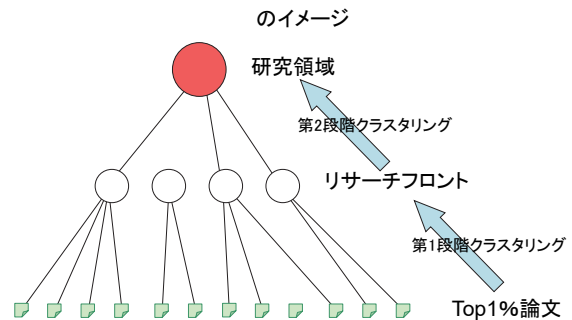 のイメージ
研究領域
第2段階クラスタリング
リサーチフロント
第1段階クラスタリング
Top1%論文